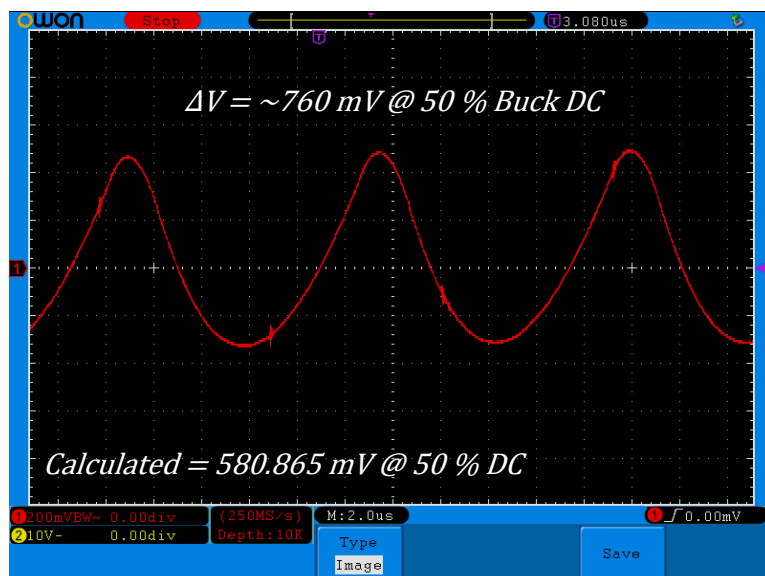 owon Stop T 3.080us
T
ΔV = ~760 mV @ 50 % Buck DC
1
Calculated = 580.865 mV @ 50 % DC
1 200mVBW~ 0.00div (250MS/s) M:2.0us 1 0.00mV
2 10V- 0.00div Depth:10K
Type
Image
Save